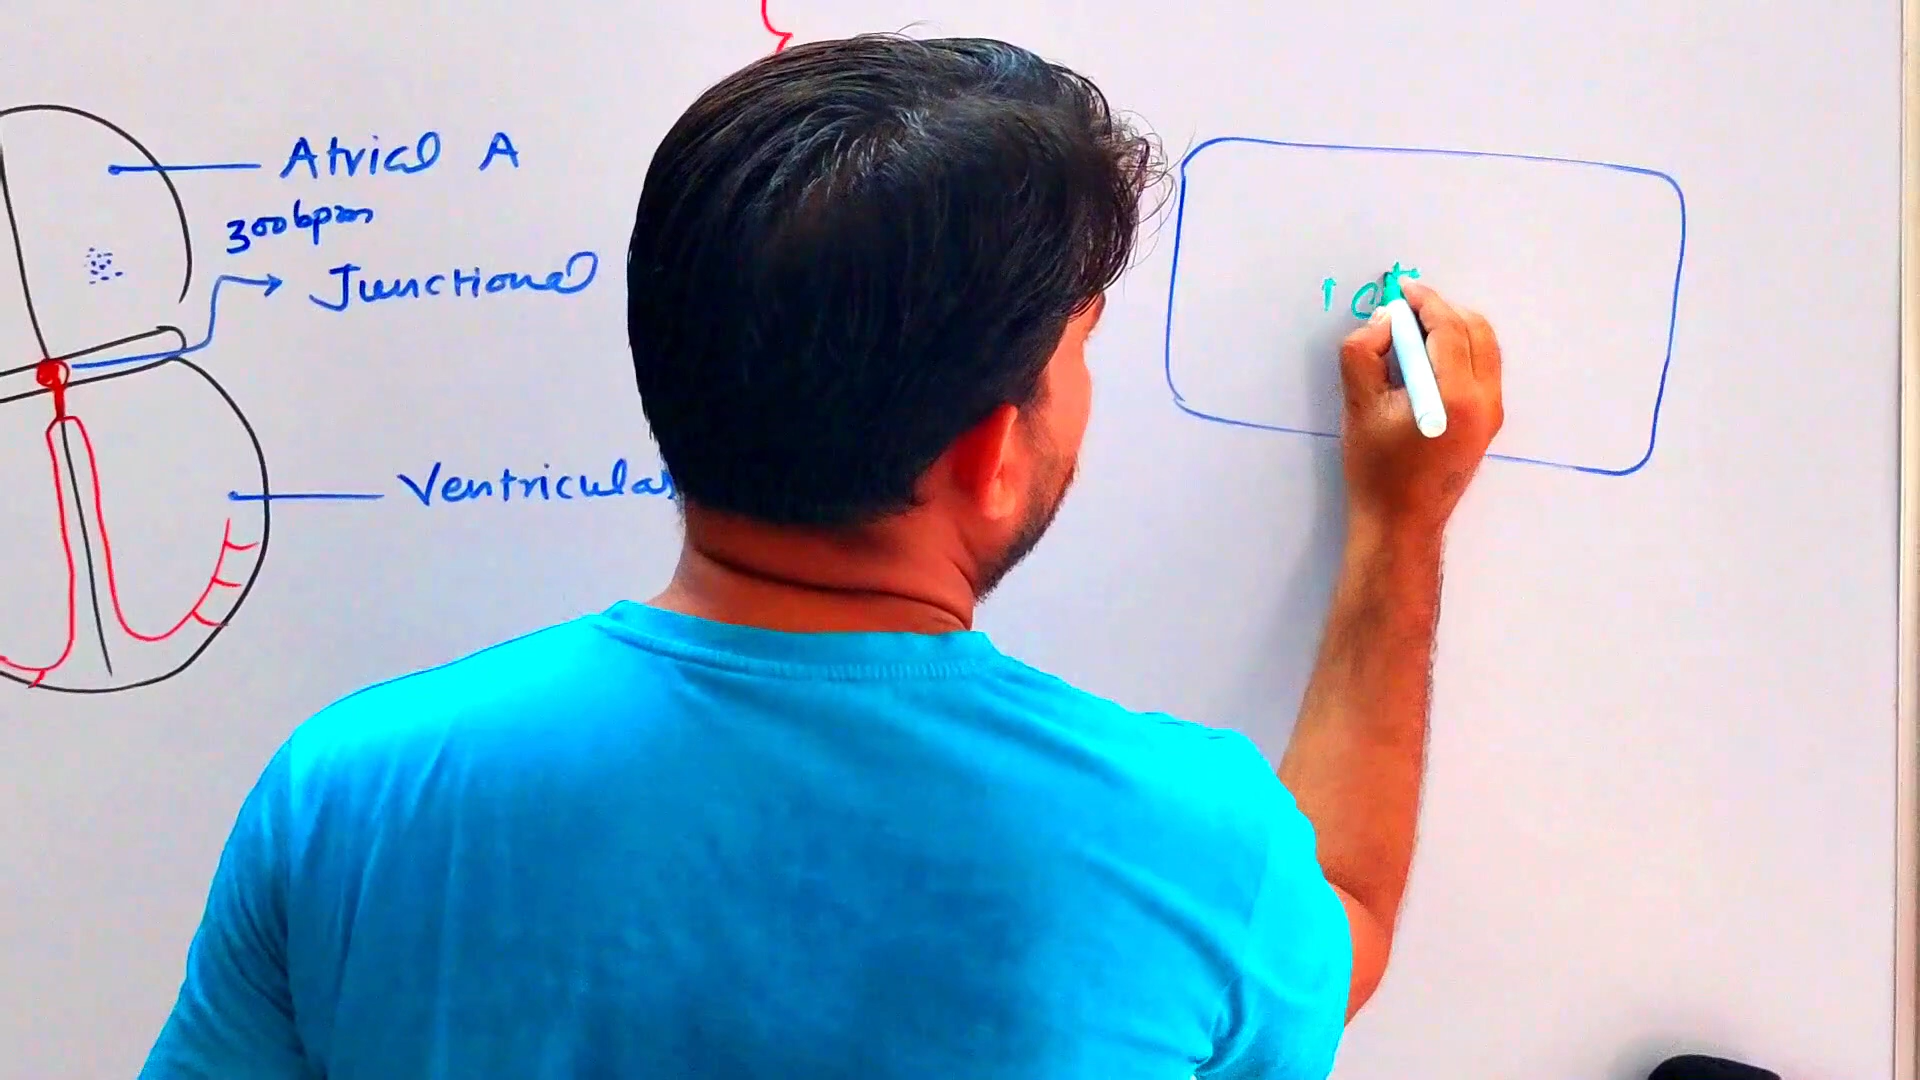 Atrial A
300bpm
Junctional
Ventricular
↑ C